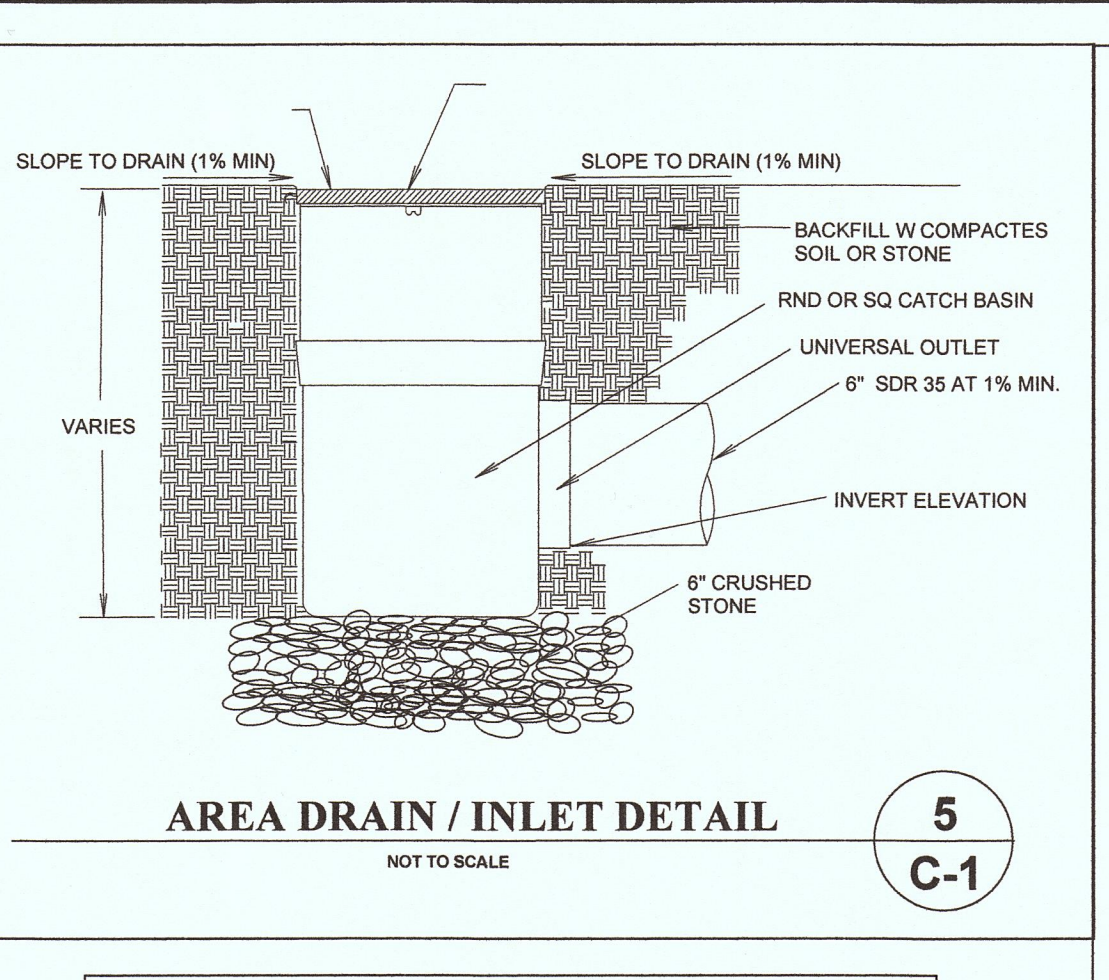 SLOPE TO DRAIN (1% MIN)
SLOPE TO DRAIN (1% MIN)
BACKFILL W COMPACTES
SOIL OR STONE
RND OR SQ CATCH BASIN
UNIVERSAL OUTLET
6" SDR 35 AT 1% MIN.
VARIES
INVERT ELEVATION
6" CRUSHED
STONE
AREA DRAIN / INLET DETAIL
NOT TO SCALE
5
C-1